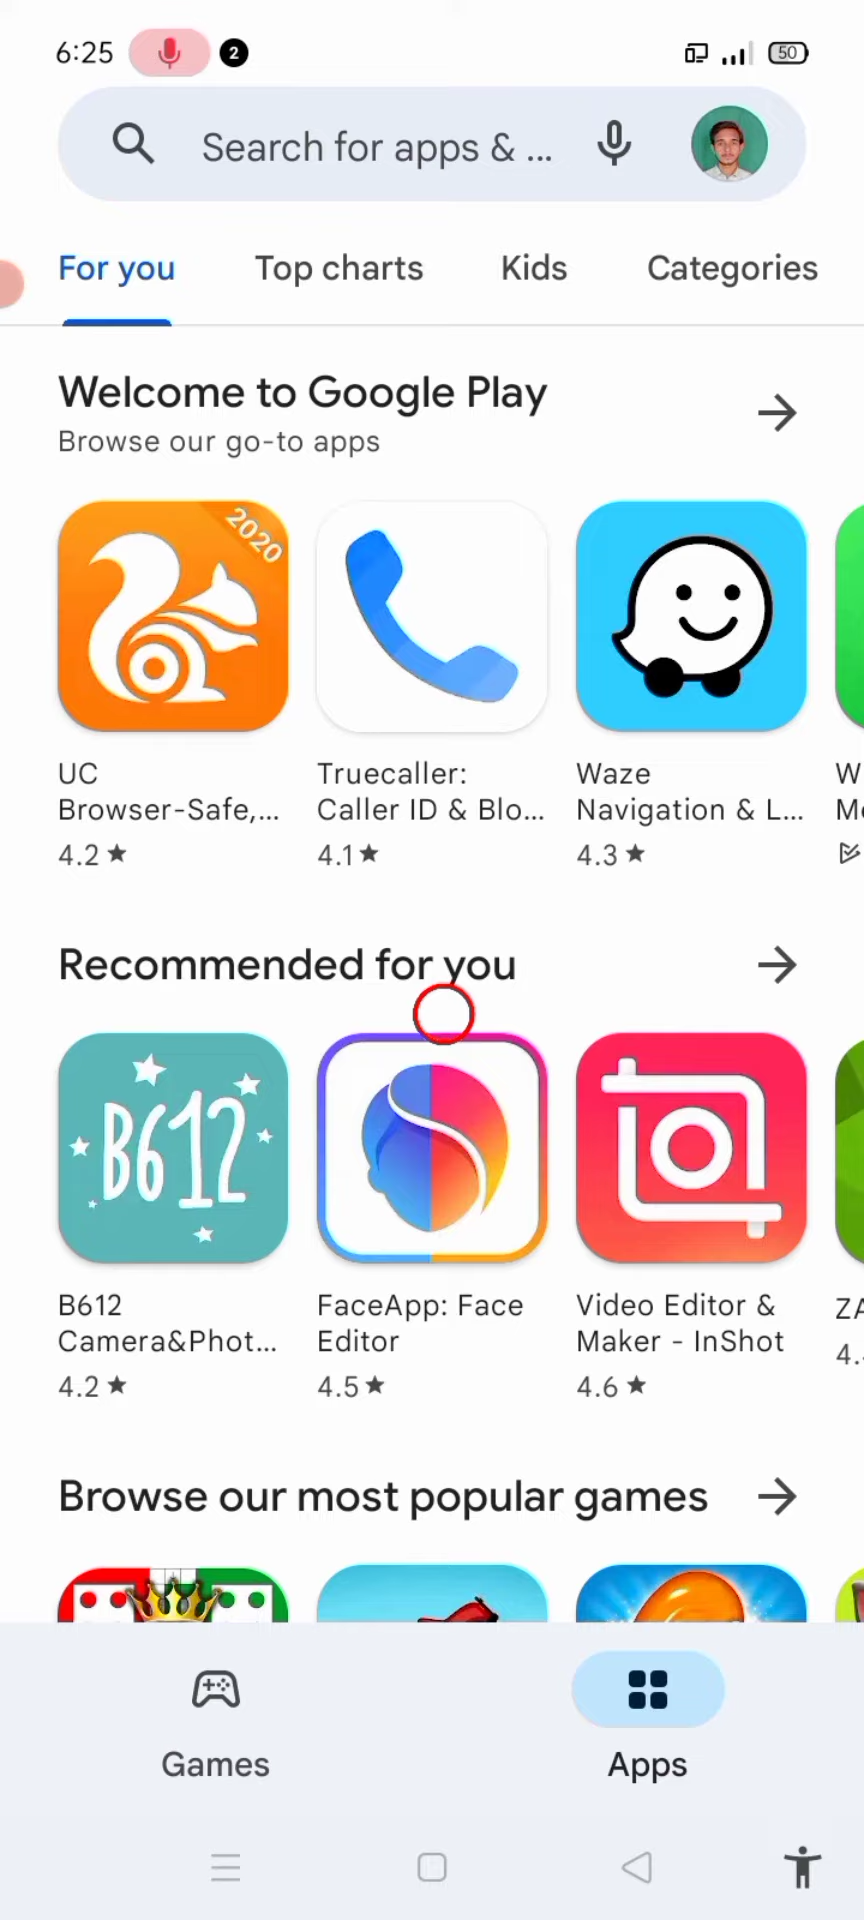 6:25
2
50
Search for apps & ...
For you
Top charts
Kids
Categories
Welcome to Google Play
Browse our go-to apps
2020
UC
Browser-Safe,...
4.2 ★
Truecaller:
Caller ID & Blo...
4.1 ★
Waze
Navigation & L...
4.3 ★
W
Recommended for you
B612
B612
Camera&Phot...
4.2 ★
FaceApp: Face
Editor
4.5 ★
Video Editor &
Maker - InShot
4.6 ★
ZA
4.
Browse our most popular games
Games
Apps